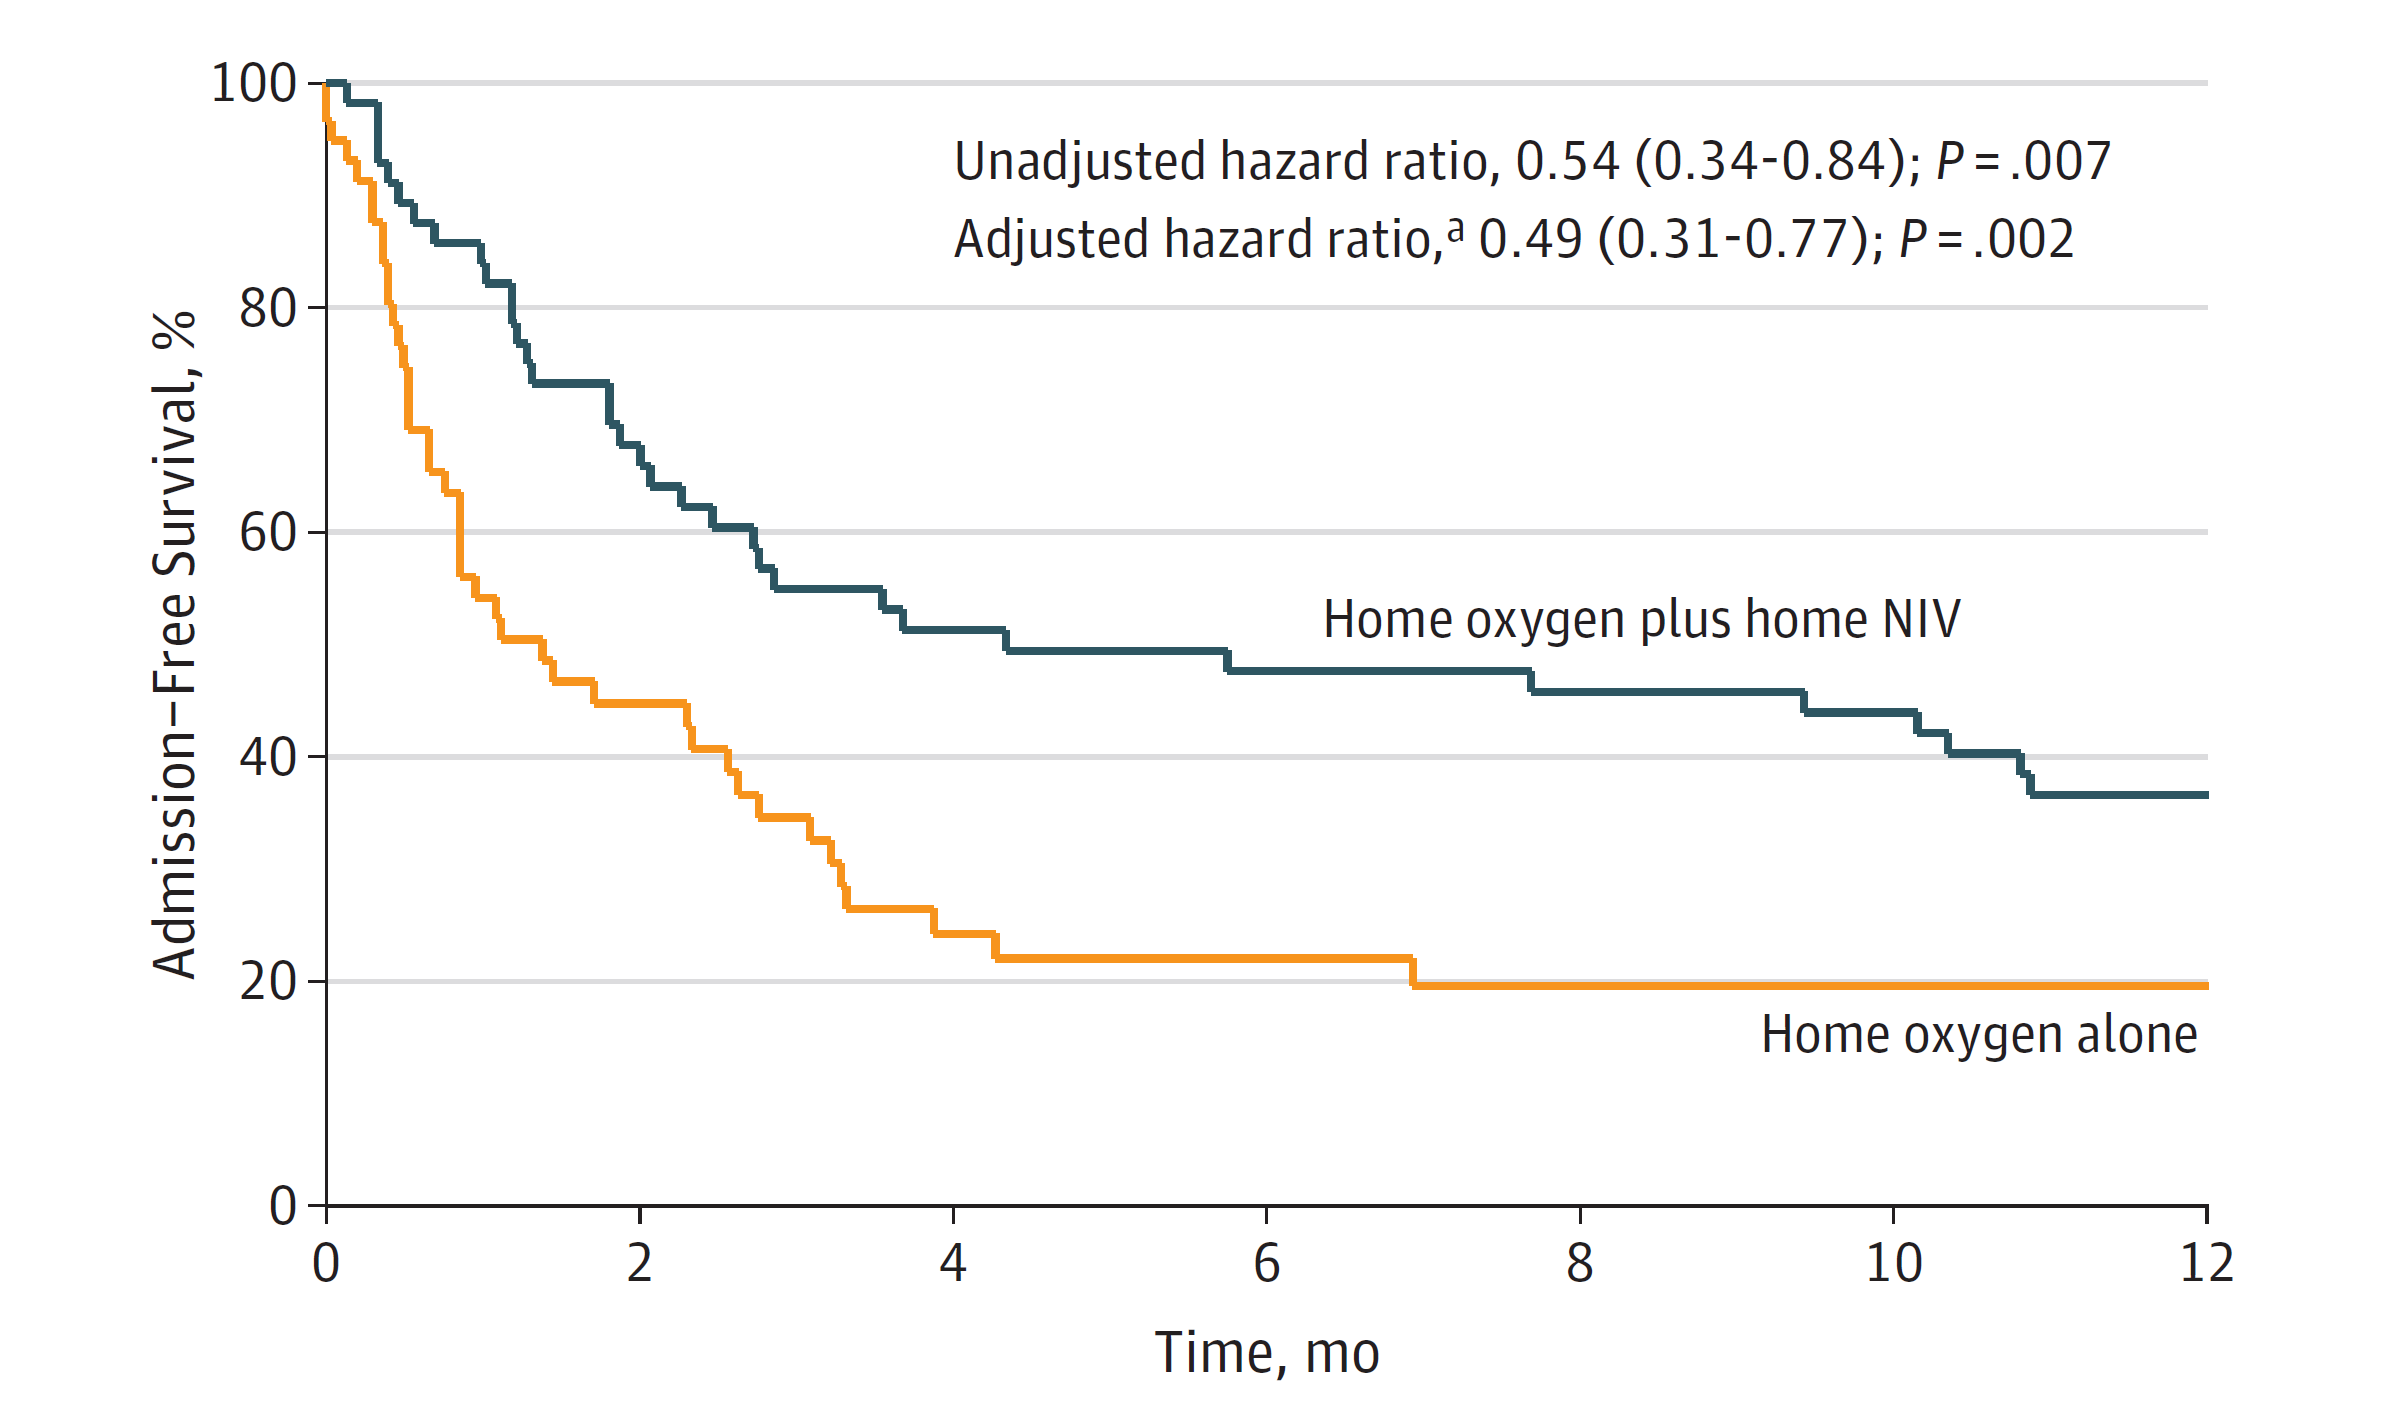 100
80
60
40
20
0
Admission–Free Survival, %
Unadjusted hazard ratio, 0.54 (0.34-0.84); P = .007
Adjusted hazard ratio,ᵃ 0.49 (0.31-0.77); P = .002
Home oxygen plus home NIV
Home oxygen alone
0 2 4 6 8 10 12
Time, mo